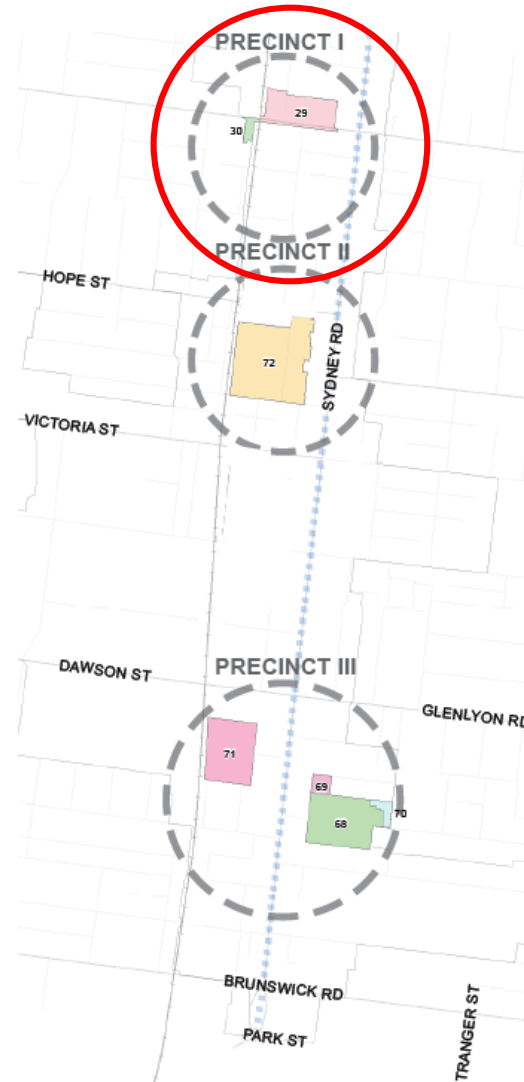 PRECINCT I
29
30
PRECINCT II
HOPE ST
72
SYDNEY RD
VICTORIA ST
PRECINCT III
DAWSON ST
GLENLYON RD
71
69
70
68
BRUNSWICK RD
PARK ST
TRANGER ST